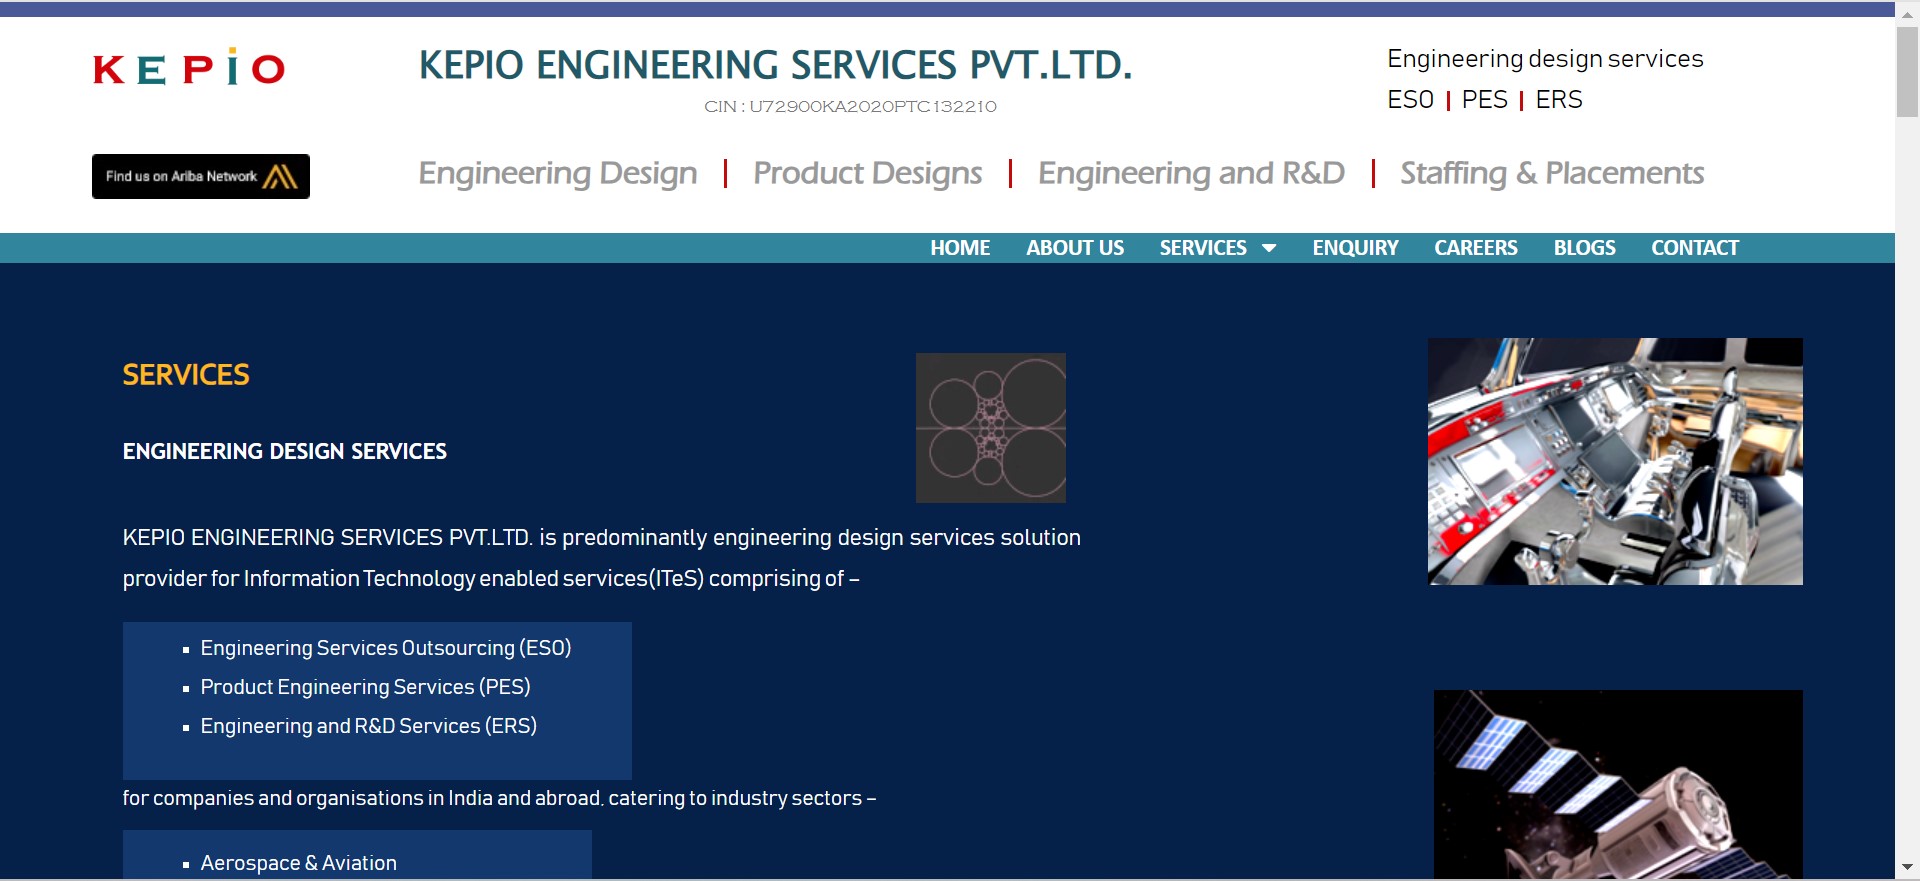 KEPIO
KEPIO ENGINEERING SERVICES PVT.LTD.
CIN : U72900KA2020PTC132210
Engineering design services
ESO | PES | ERS
Find us on Ariba Network
Engineering Design | Product Designs | Engineering and R&D | Staffing & Placements
HOME ABOUT US SERVICES ENQUIRY CAREERS BLOGS CONTACT
SERVICES
ENGINEERING DESIGN SERVICES
KEPIO ENGINEERING SERVICES PVT.LTD. is predominantly engineering design services solution
provider for Information Technology enabled services(ITeS) comprising of –
▪ Engineering Services Outsourcing (ESO)
▪ Product Engineering Services (PES)
▪ Engineering and R&D Services (ERS)
for companies and organisations in India and abroad, catering to industry sectors –
▪ Aerospace & Aviation